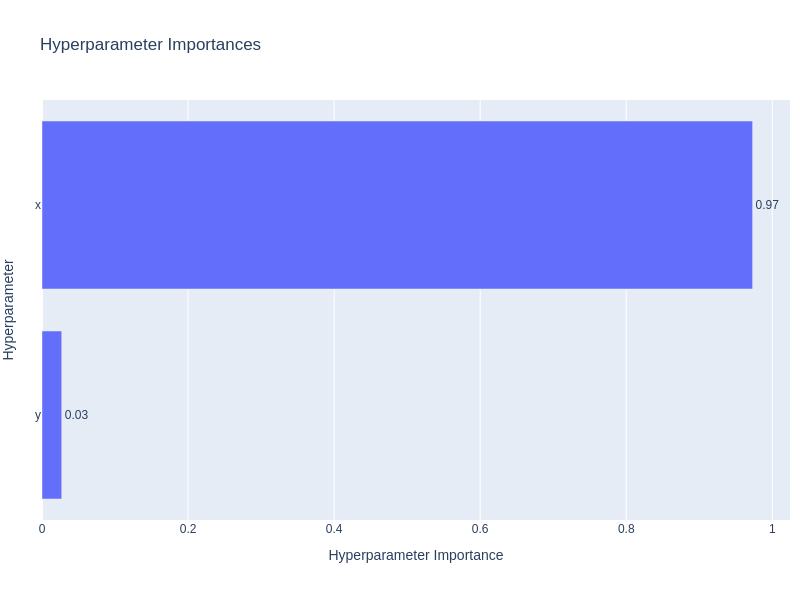 Hyperparameter Importances
Hyperparameter
x
0.97
y
0.03
0 0.2 0.4 0.6 0.8 1
Hyperparameter Importance